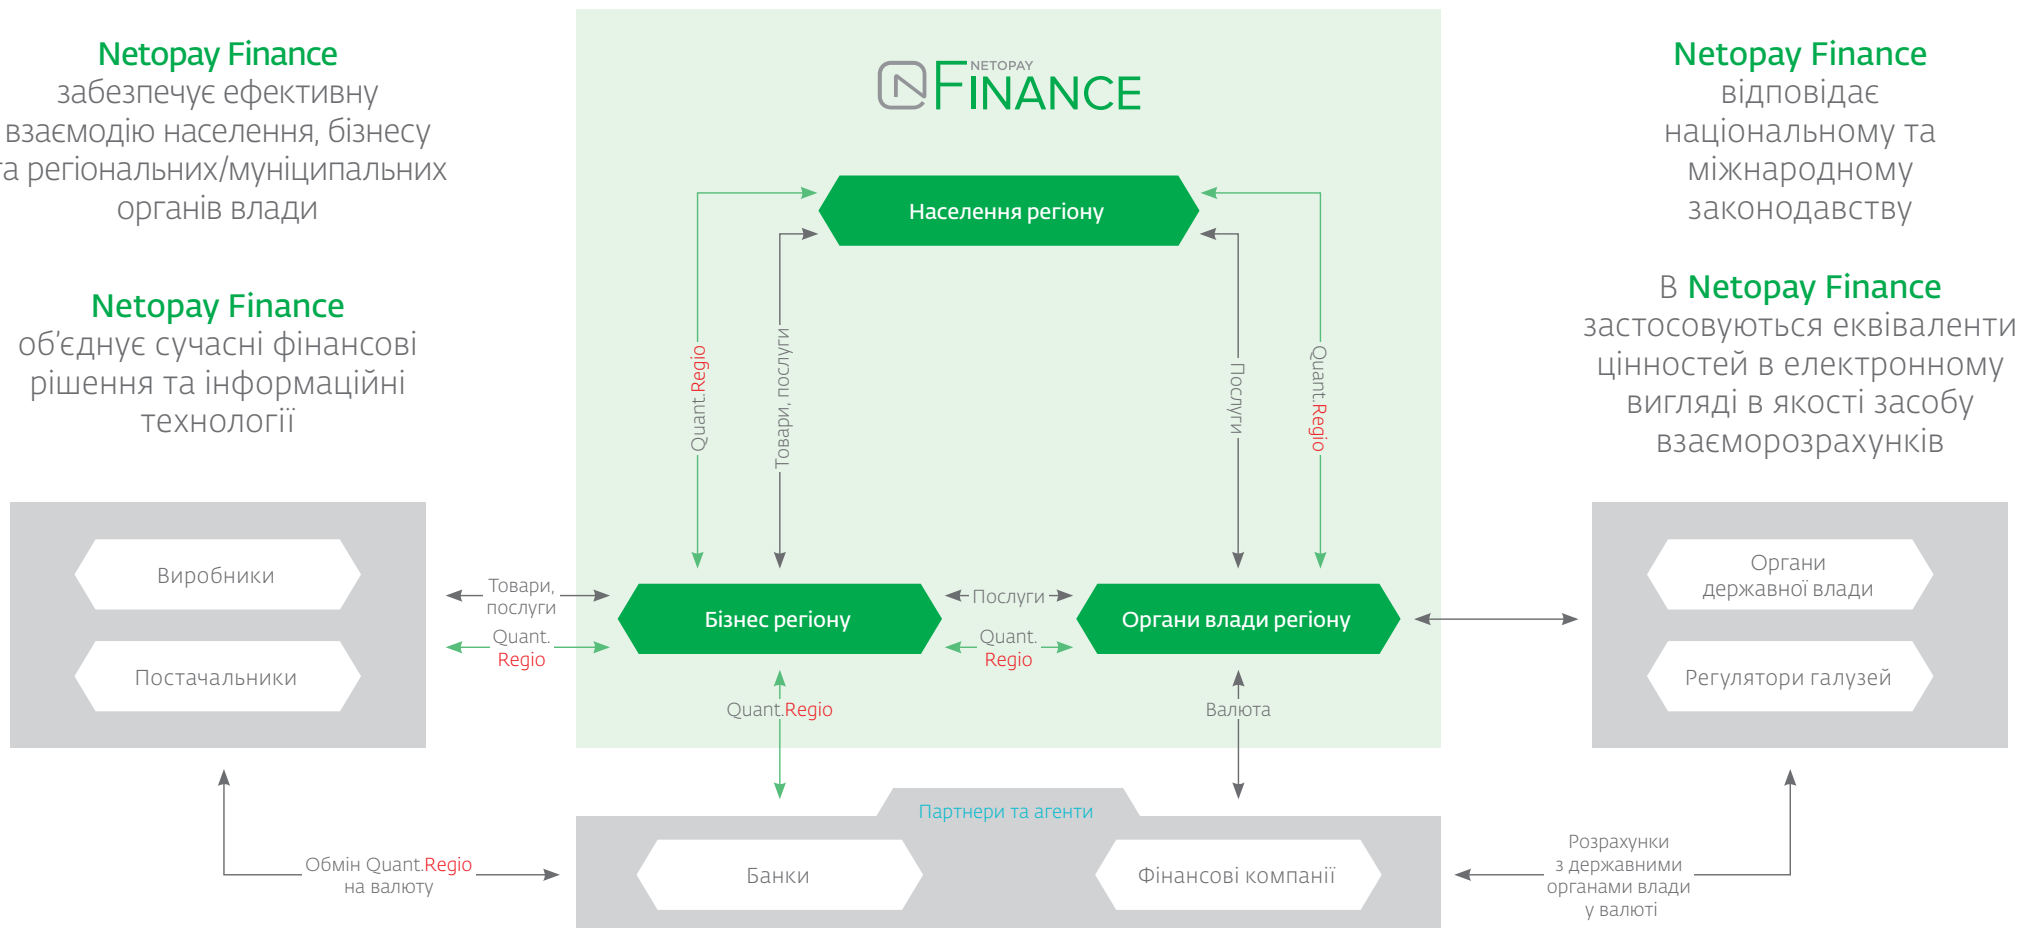 Netopay Finance
забезпечує ефективну
взаємодію населення, бізнесу
та регіональних/муніципальних
органів влади
Netopay Finance
об'єднує сучасні фінансові
рішення та інформаційні
технології
NETOPAY
FINANCE
Netopay Finance
відповідає
національному та
міжнародному
законодавству
В Netopay Finance
застосовуються еквіваленти
цінностей в електронному
вигляді в якості засобу
взаєморозрахунків
Населення регіону
Quant.Regio
Товари, послуги
Послуги
Quant.Regio
Виробники
Постачальники
Товари,
послуги
Quant.
Regio
Бізнес регіону
Послуги
Quant.
Regio
Органи влади регіону
Органи
державної влади
Регулятори галузей
Quant.Regio
Валюта
Партнери та агенти
Банки
Фінансові компанії
Обмін Quant.Regio
на валюту
Розрахунки
з державними
органами влади
у валюті